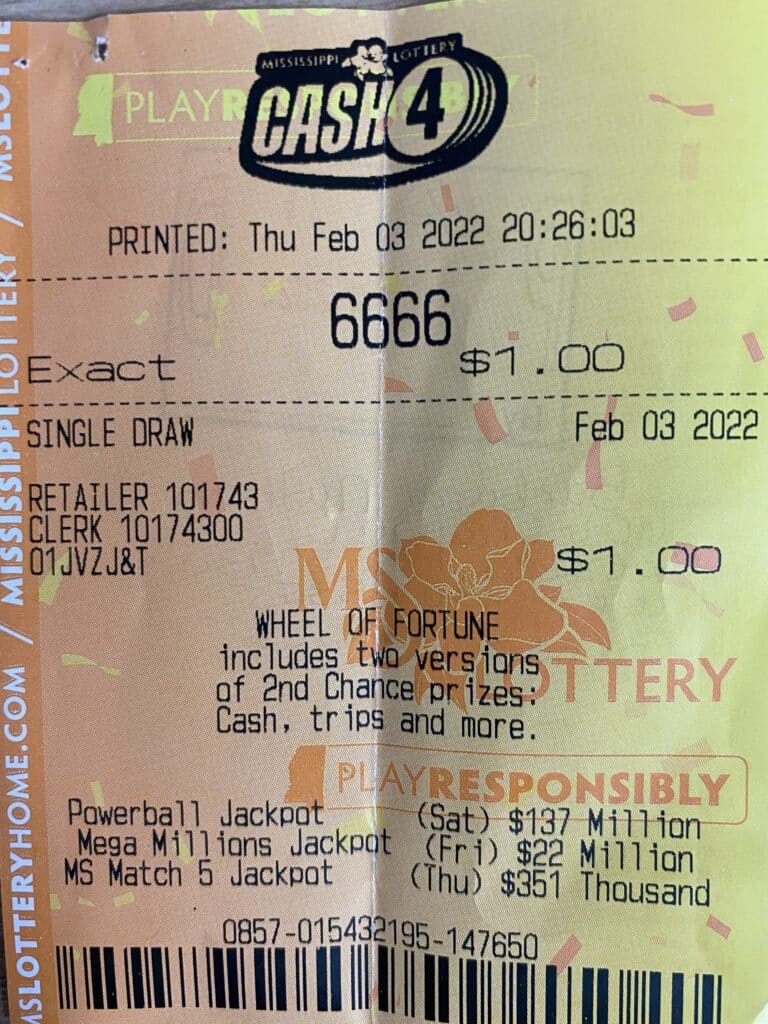 MISSISSIPPI LOTTERY
CASH 4
PLAYR
PRINTED: Thu Feb 03 2022 20:26:03
6666
Exact $1.00
SINGLE DRAW Feb 03 2022
RETAILER 101743
CLERK 10174300
01JVZJ&T $1.00
MS
LOTTERY
WHEEL OF FORTUNE
includes two versions
of 2nd Chance prizes:
Cash, trips and more.
PLAYRESPONSIBLY
Powerball Jackpot (Sat) $137 Million
Mega Millions Jackpot (Fri) $22 Million
MS Match 5 Jackpot (Thu) $351 Thousand
0857-015432195-147650
MSLOTTERYHOME.COM / MISSISSIPPI LOTTERY / MSLOTTE